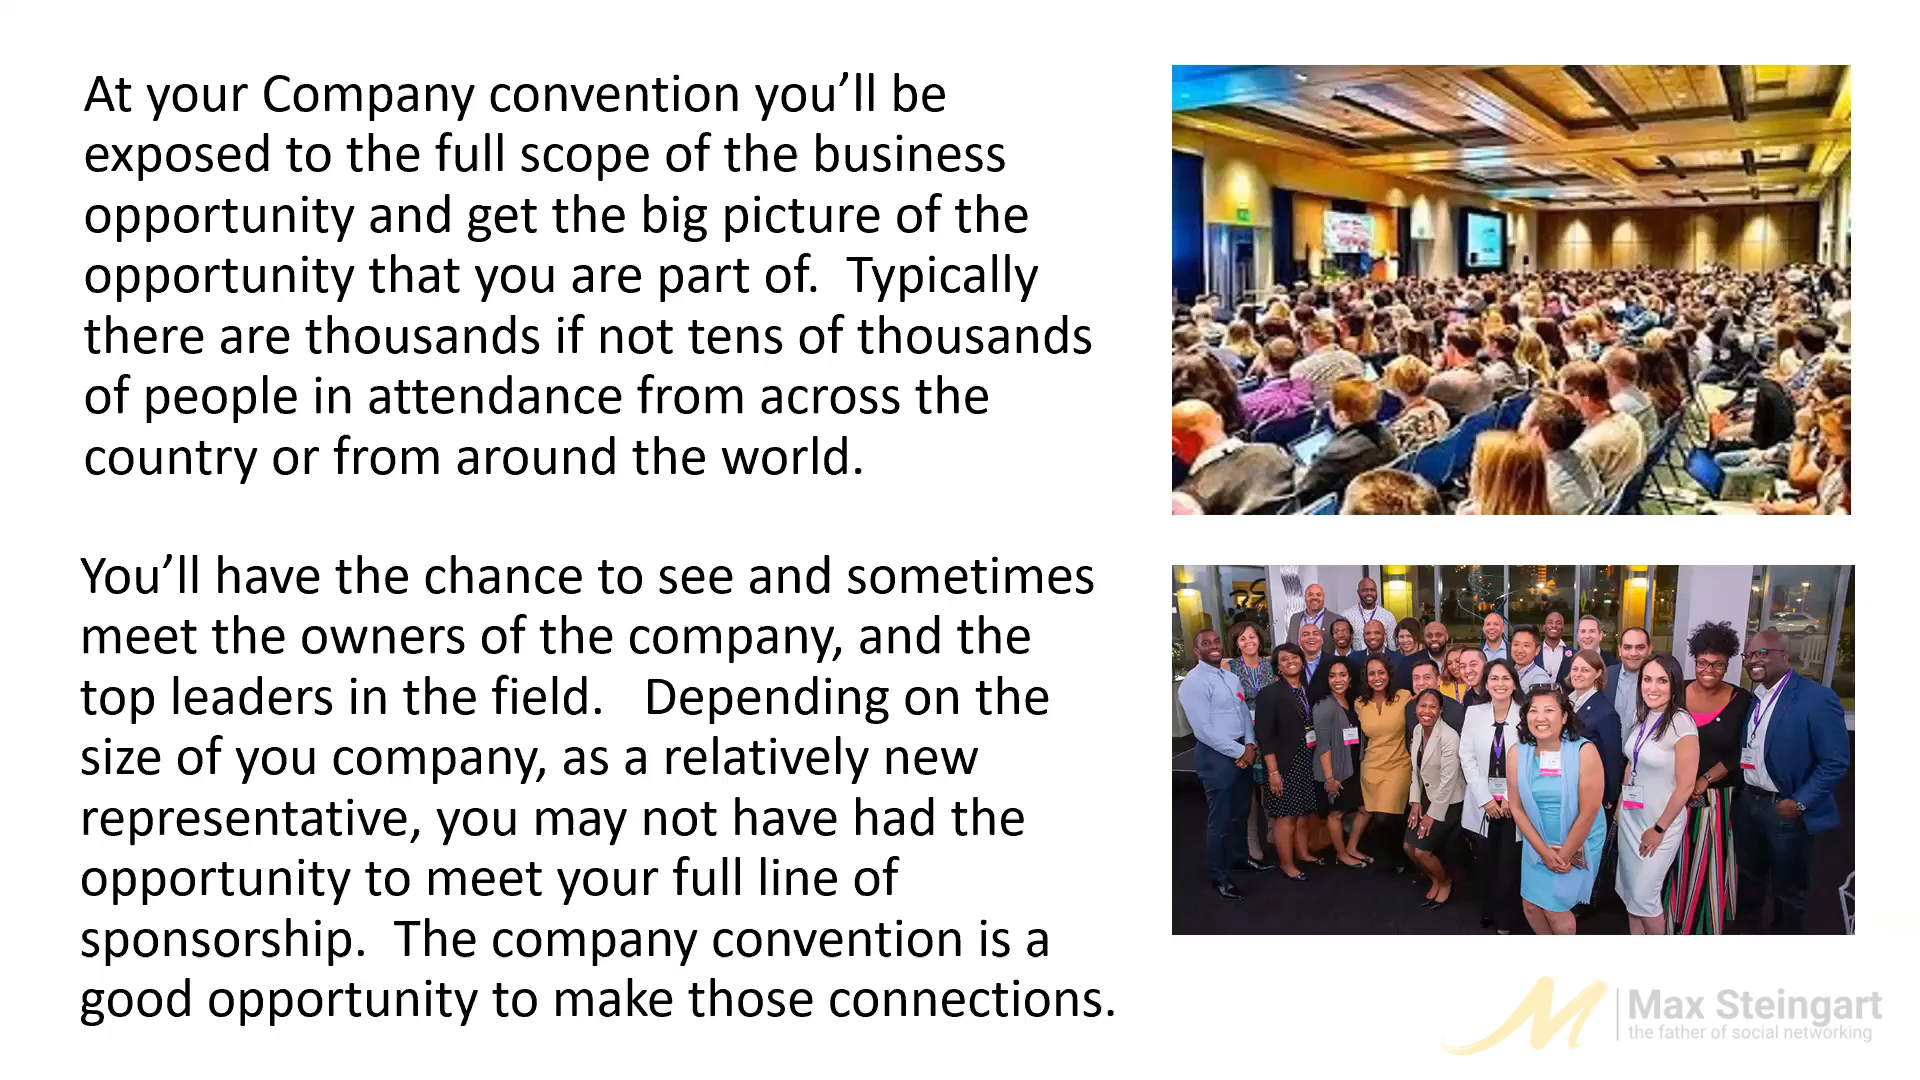 At your Company convention you’ll be
exposed to the full scope of the business
opportunity and get the big picture of the
opportunity that you are part of.  Typically
there are thousands if not tens of thousands
of people in attendance from across the
country or from around the world.
You’ll have the chance to see and sometimes
meet the owners of the company, and the
top leaders in the field.   Depending on the
size of you company, as a relatively new
representative, you may not have had the
opportunity to meet your full line of
sponsorship.  The company convention is a
good opportunity to make those connections.
Max Steingart
the father of social networking